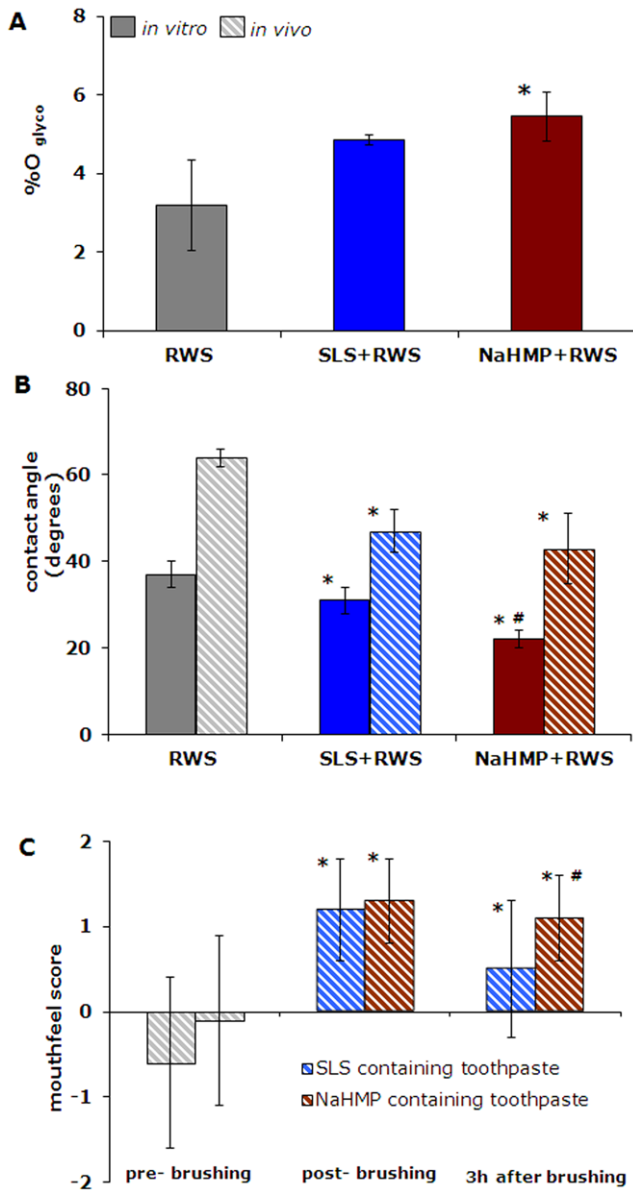 A
in vitro in vivo
8
6
4
2
0
%O glyco
*
RWS SLS+RWS NaHMP+RWS
B
80
60
40
20
0
contact angle
(degrees)
* *
* # *
RWS SLS+RWS NaHMP+RWS
C
2
1
0
-1
-2
mouthfeel score
* *
* * #
SLS containing toothpaste
NaHMP containing toothpaste
pre- brushing post- brushing 3h after brushing